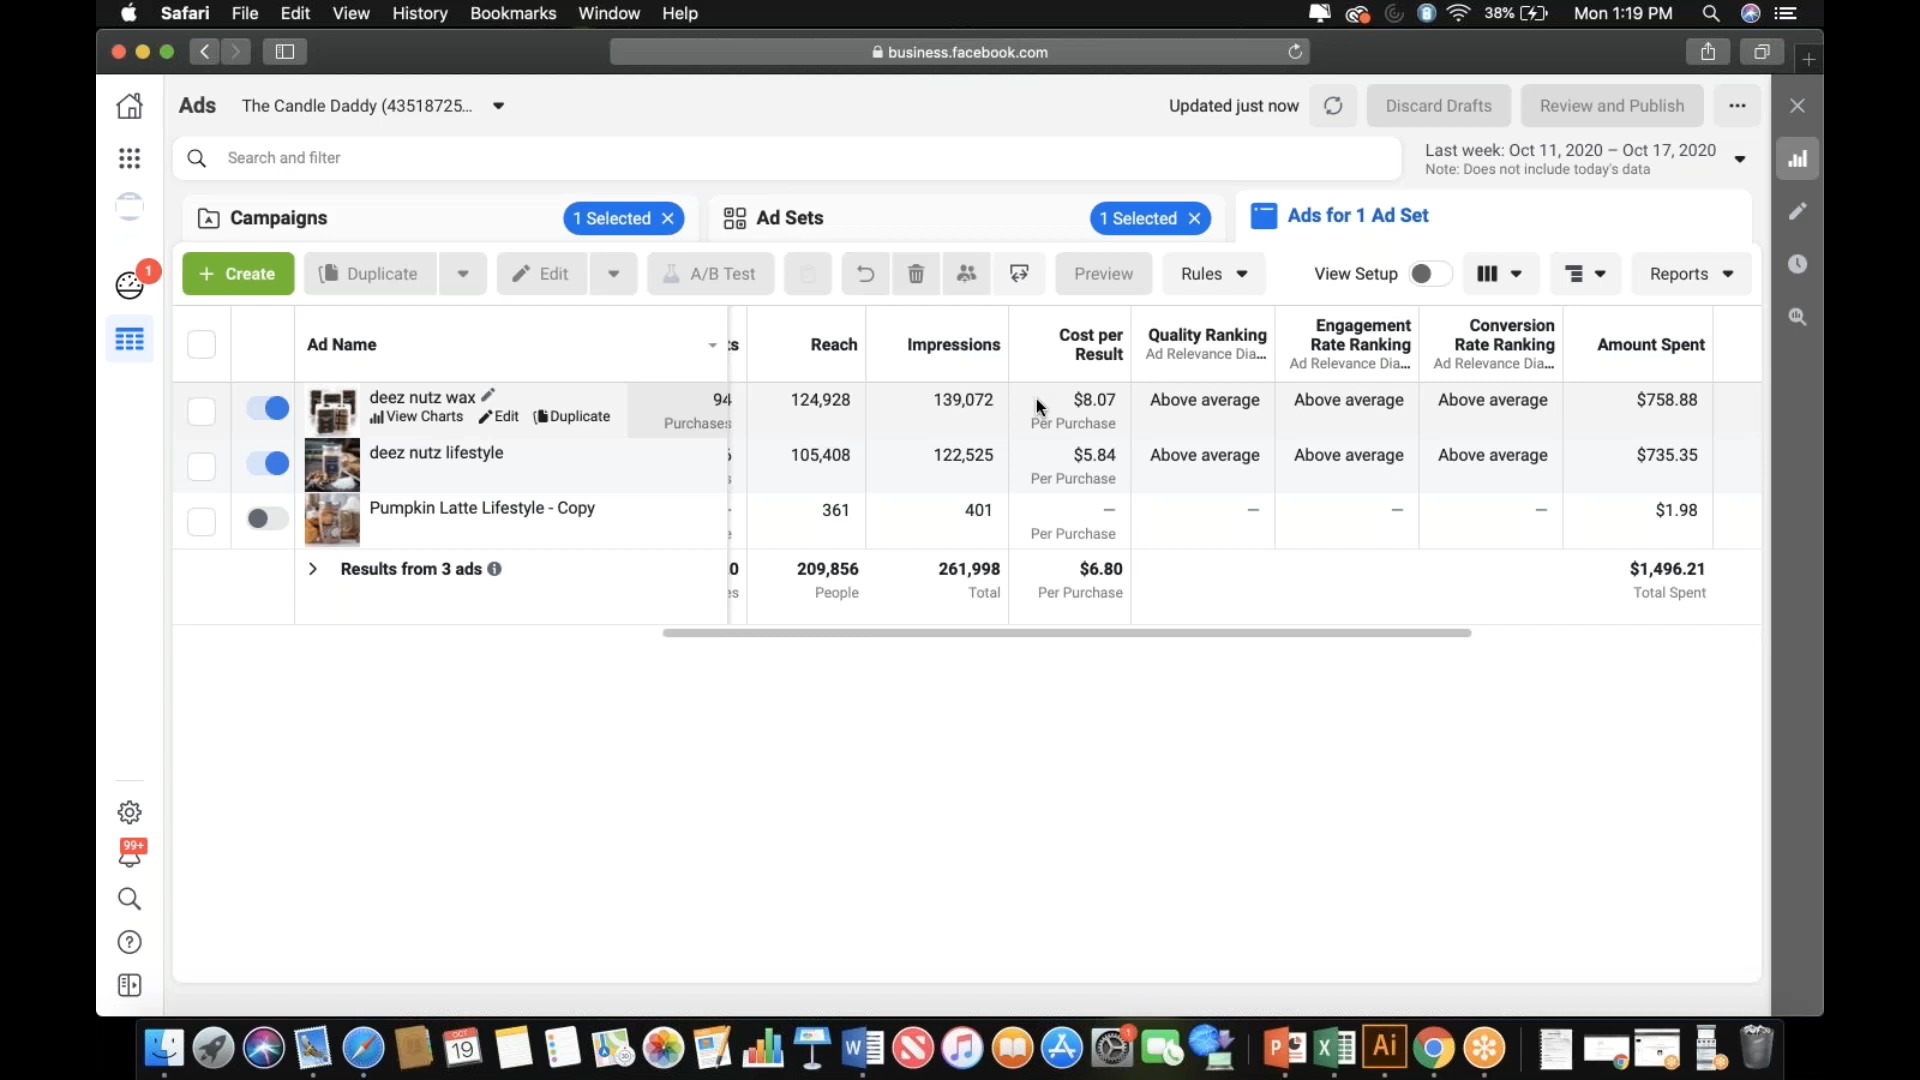 Safari File Edit View History Bookmarks Window Help 38% Mon 1:19 PM
business.facebook.com
Ads The Candle Daddy (43518725... Updated just now Discard Drafts Review and Publish
Search and filter
Last week: Oct 11, 2020 – Oct 17, 2020
Note: Does not include today's data
Campaigns 1 Selected Ad Sets 1 Selected Ads for 1 Ad Set
1
+ Create Duplicate Edit A/B Test Preview Rules View Setup Reports
Ad Name ts Reach Impressions Cost per Result Quality Ranking Engagement Rate Ranking Conversion Rate Ranking Amount Spent
Ad Relevance Dia... Ad Relevance Dia... Ad Relevance Dia...
deez nutz wax 94 124,928 139,072 $8.07 Above average Above average Above average $758.88
View Charts Edit Duplicate Purchases Per Purchase
deez nutz lifestyle 105,408 122,525 $5.84 Above average Above average Above average $735.35
s Per Purchase
Pumpkin Latte Lifestyle - Copy – 361 401 – – – – $1.98
e Per Purchase
Results from 3 ads 0 209,856 261,998 $6.80 $1,496.21
es People Total Per Purchase Total Spent
99+
OCT
19
W
P
X
Ai
1